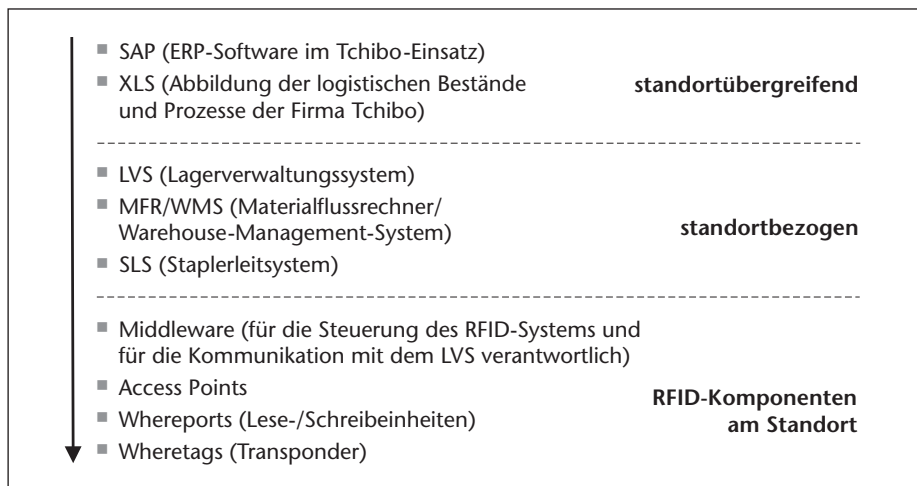 SAP (ERP-Software im Tchibo-Einsatz)
XLS (Abbildung der logistischen Bestände
und Prozesse der Firma Tchibo)
standortübergreifend
LVS (Lagerverwaltungssystem)
MFR/WMS (Materialflussrechner/
Warehouse-Management-System)
standortbezogen
SLS (Staplerleitsystem)
Middleware (für die Steuerung des RFID-Systems und
für die Kommunikation mit dem LVS verantwortlich)
Access Points
Whereports (Lese-/Schreibeinheiten)
Wheretags (Transponder)
RFID-Komponenten
am Standort